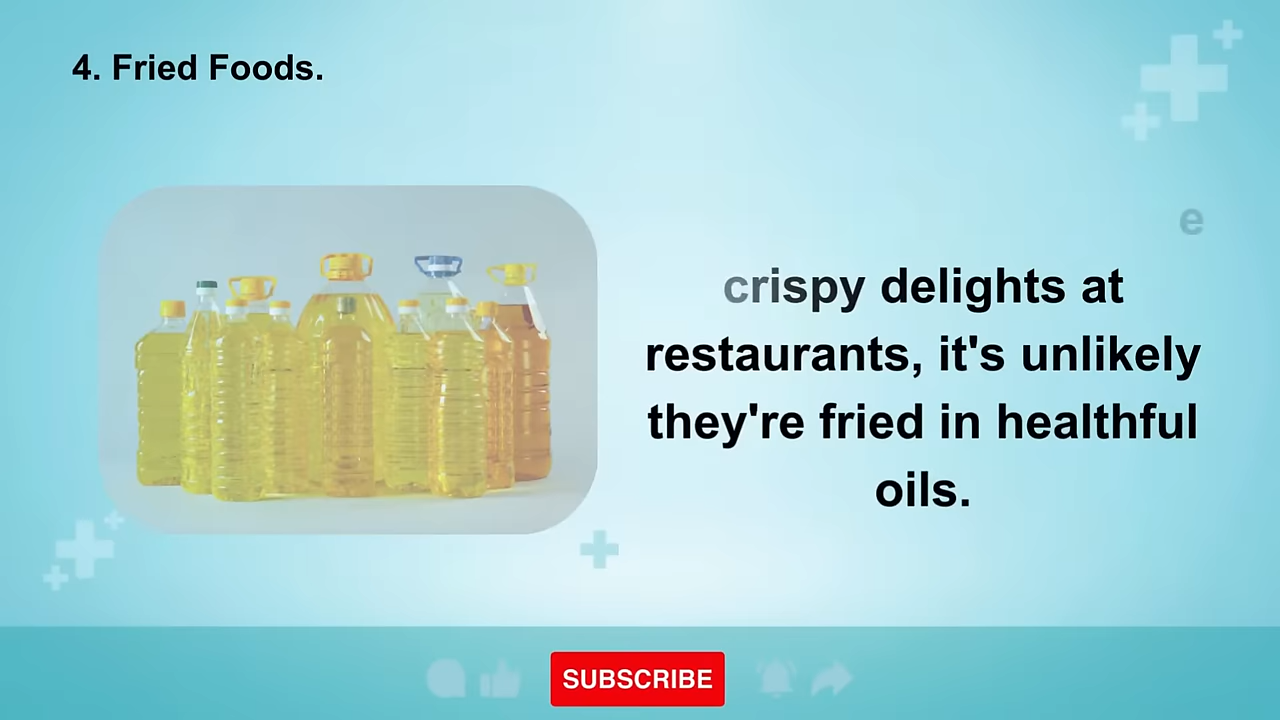 4. Fried Foods.
e
crispy delights at
restaurants, it's unlikely
they're fried in healthful
oils.
SUBSCRIBE